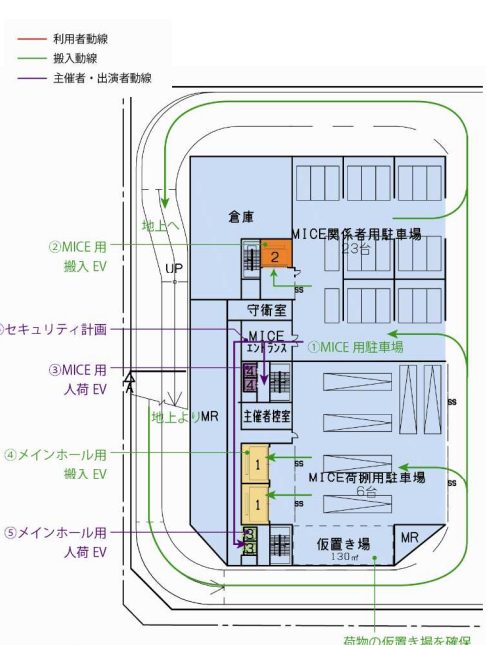 利用者動線
搬入動線
主催者・出演者動線
倉庫
MICE関係者用駐車場
23台
地上へ
②MICE 用
搬入 EV
2
UP
ss
守衛室
セキュリティ計画
MICE
エントランス
①MICE 用駐車場
③MICE 用
人荷 EV
4
4
ss
地上より
MR
主催者控室
④メインホール用
搬入 EV
1
ss
MICE荷捌用駐車場
6台
ss
1
ss
⑤メインホール用
人荷 EV
3
3
仮置き場
130㎡
MR
荷物の仮置き場を確保